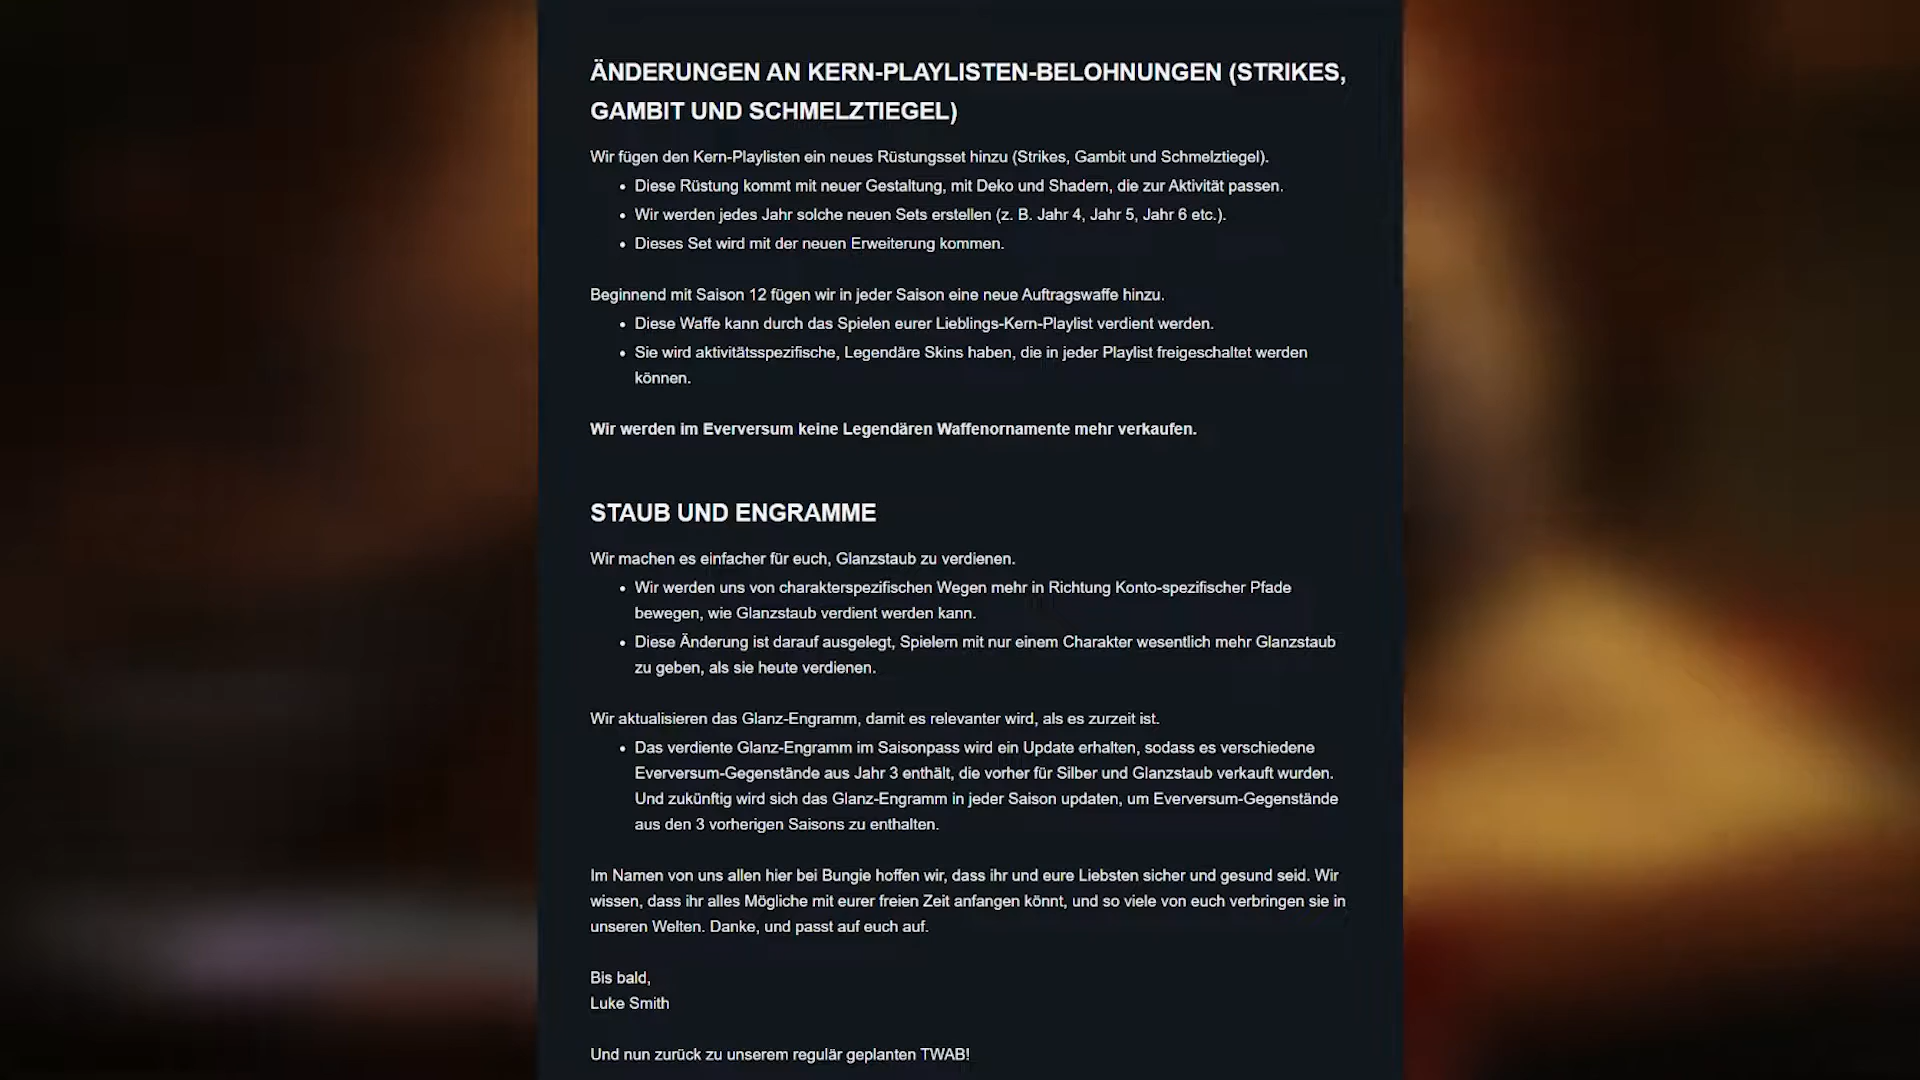 ÄNDERUNGEN AN KERN-PLAYLISTEN-BELOHNUNGEN (STRIKES,
GAMBIT UND SCHMELZTIEGEL)
Wir fügen den Kern-Playlisten ein neues Rüstungsset hinzu (Strikes, Gambit und Schmelztiegel).
• Diese Rüstung kommt mit neuer Gestaltung, mit Deko und Shadern, die zur Aktivität passen.
• Wir werden jedes Jahr solche neuen Sets erstellen (z. B. Jahr 4, Jahr 5, Jahr 6 etc.).
• Dieses Set wird mit der neuen Erweiterung kommen.
Beginnend mit Saison 12 fügen wir in jeder Saison eine neue Auftragswaffe hinzu.
• Diese Waffe kann durch das Spielen eurer Lieblings-Kern-Playlist verdient werden.
• Sie wird aktivitätsspezifische, Legendäre Skins haben, die in jeder Playlist freigeschaltet werden
können.
Wir werden im Everversum keine Legendären Waffenornamente mehr verkaufen.
STAUB UND ENGRAMME
Wir machen es einfacher für euch, Glanzstaub zu verdienen.
• Wir werden uns von charakterspezifischen Wegen mehr in Richtung Konto-spezifischer Pfade
bewegen, wie Glanzstaub verdient werden kann.
• Diese Änderung ist darauf ausgelegt, Spielern mit nur einem Charakter wesentlich mehr Glanzstaub
zu geben, als sie heute verdienen.
Wir aktualisieren das Glanz-Engramm, damit es relevanter wird, als es zurzeit ist.
• Das verdiente Glanz-Engramm im Saisonpass wird ein Update erhalten, sodass es verschiedene
Everversum-Gegenstände aus Jahr 3 enthält, die vorher für Silber und Glanzstaub verkauft wurden.
Und zukünftig wird sich das Glanz-Engramm in jeder Saison updaten, um Everversum-Gegenstände
aus den 3 vorherigen Saisons zu enthalten.
Im Namen von uns allen hier bei Bungie hoffen wir, dass ihr und eure Liebsten sicher und gesund seid. Wir
wissen, dass ihr alles Mögliche mit eurer freien Zeit anfangen könnt, und so viele von euch verbringen sie in
unseren Welten. Danke, und passt auf euch auf.
Bis bald,
Luke Smith
Und nun zurück zu unserem regulär geplanten TWAB!